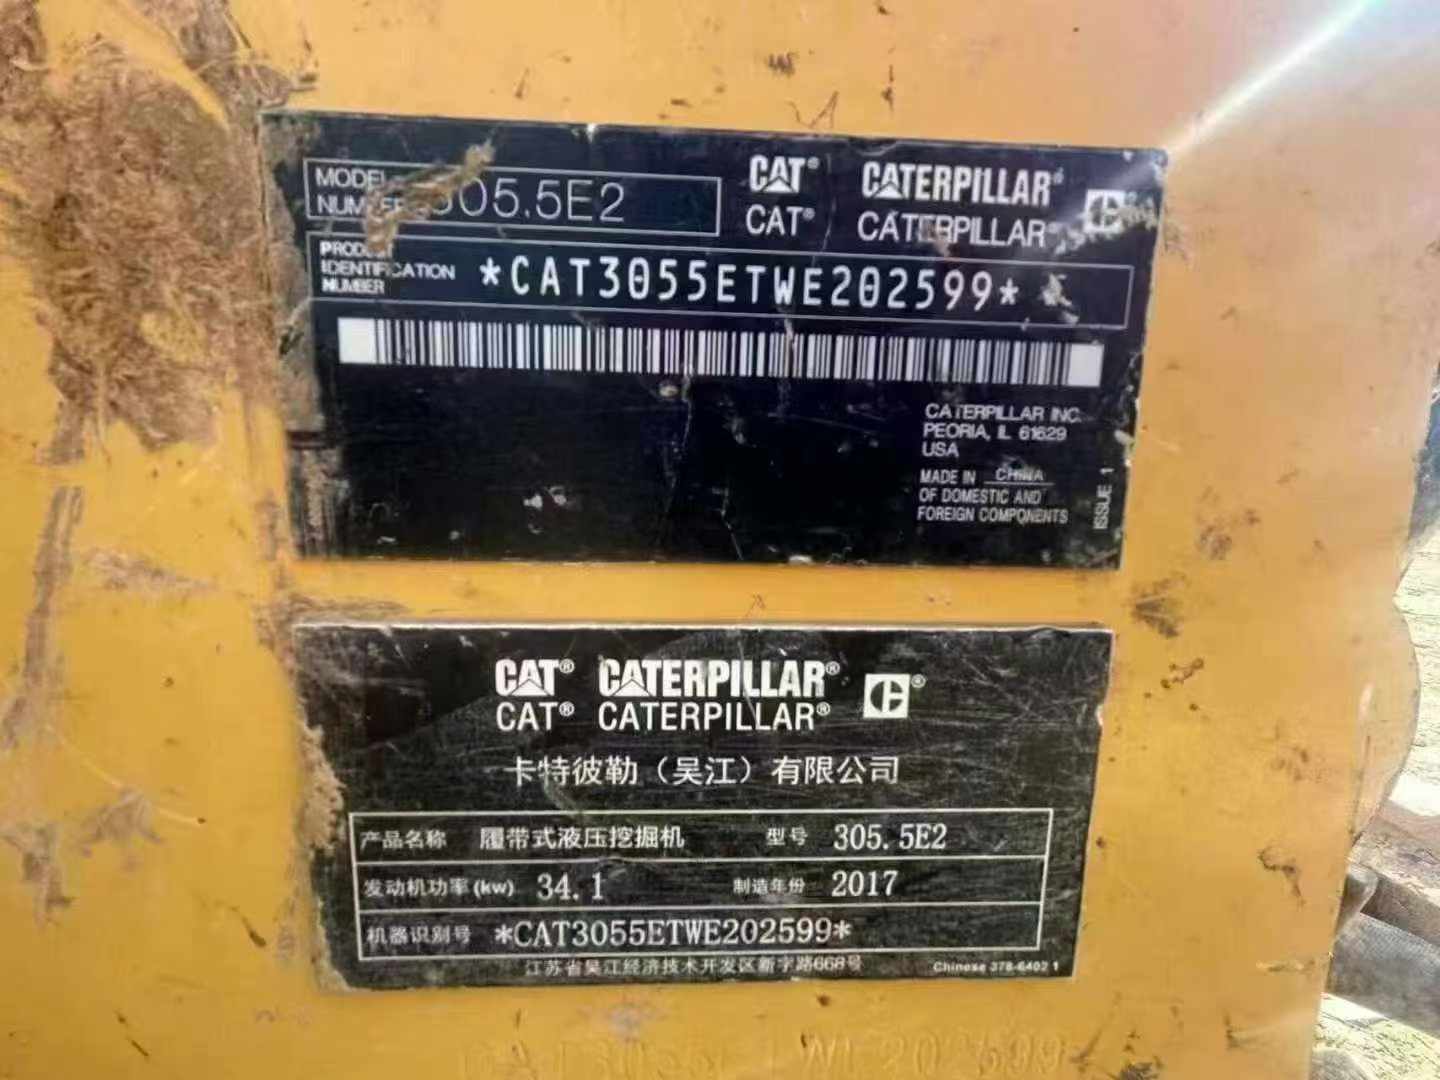 MODEL NUMBER 305.5E2
CAT® CATERPILLAR®
CAT® CATERPILLAR®
PRODUCT IDENTIFICATION NUMBER *CAT3055ETWE202599*
CATERPILLAR INC.
PEORIA, IL 61629
USA
MADE IN CHINA
OF DOMESTIC AND
FOREIGN COMPONENTS
ISSUE 1
CAT® CATERPILLAR® ®
CAT® CATERPILLAR®
卡特彼勒（吴江）有限公司
产品名称 履带式液压挖掘机 型号 305.5E2
发动机功率(kw) 34.1 制造年份 2017
机器识别号 *CAT3055ETWE202599*
江苏省吴江经济技术开发区新字路668号 Chinese 378-6402 1